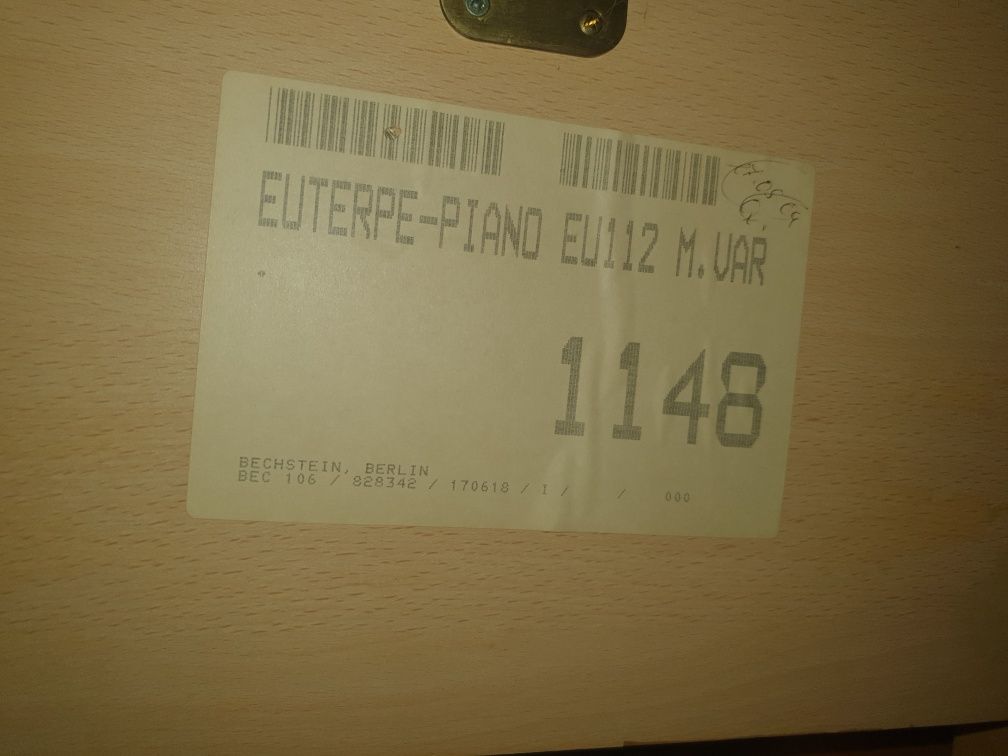 EUTERPE-PIANO EU112 M.VAR
1148
BECHSTEIN, BERLIN
BEC 106 / 828342 / 170618 / I / / 000